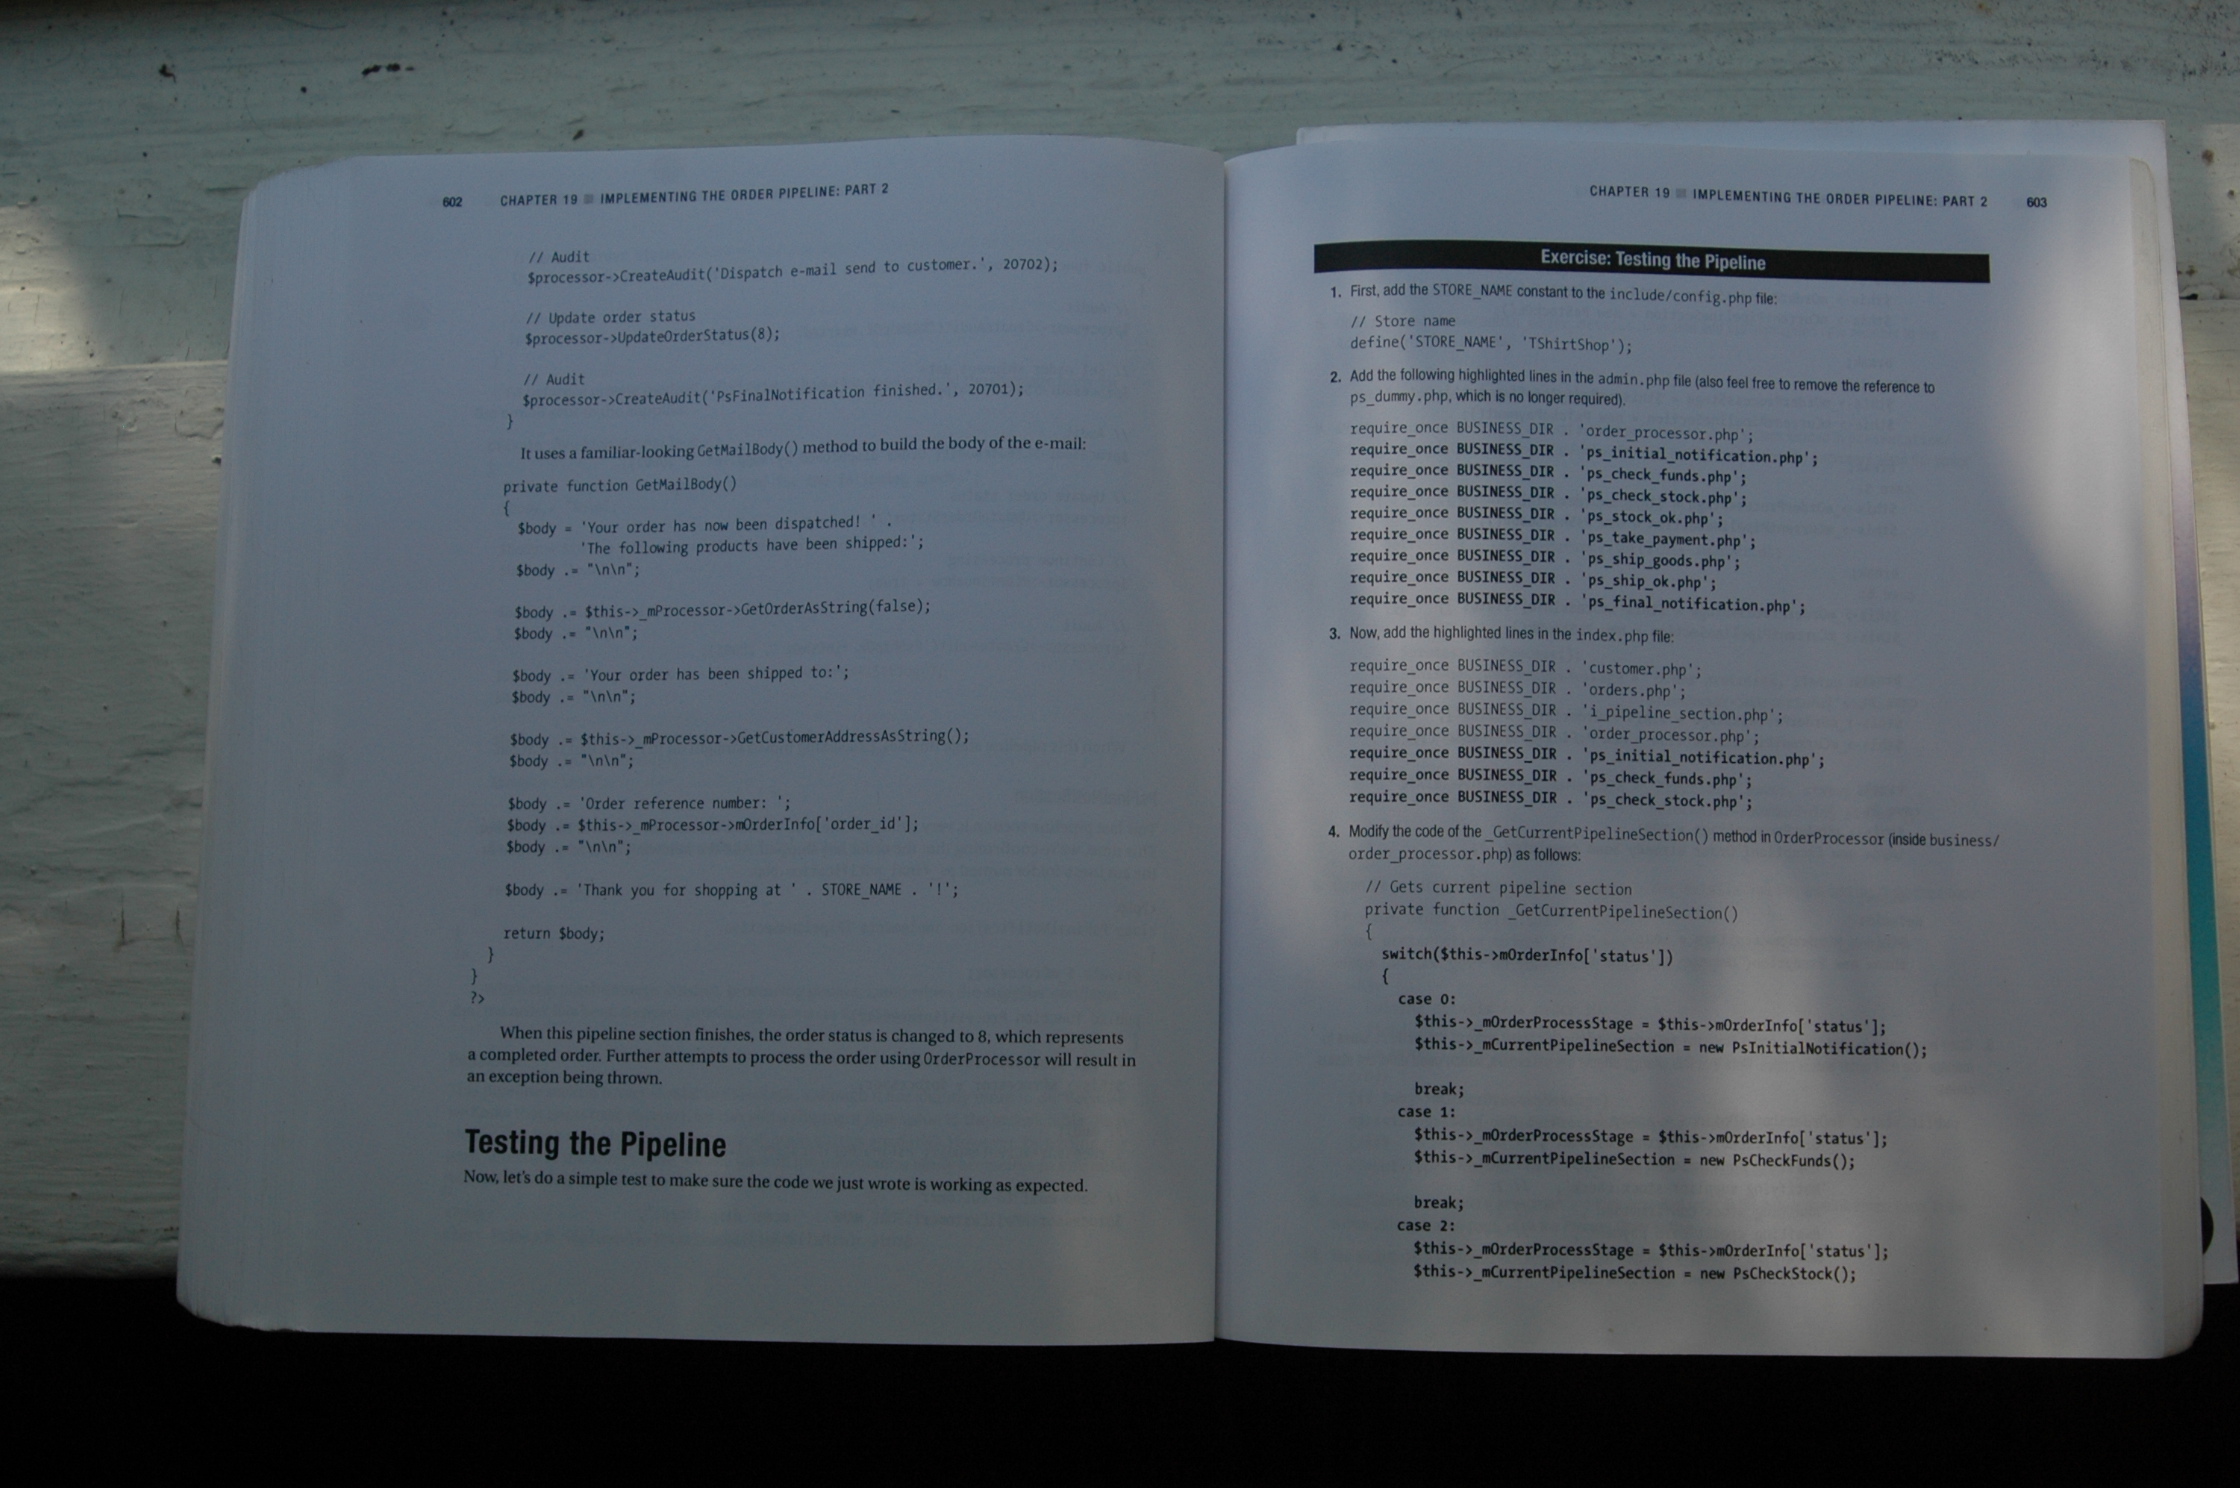 602 CHAPTER 19 ■ IMPLEMENTING THE ORDER PIPELINE: PART 2
// Audit
$processor->CreateAudit('Dispatch e-mail send to customer.', 20702);
// Update order status
$processor->UpdateOrderStatus(8);
// Audit
$processor->CreateAudit('PsFinalNotification finished.', 20701);
}
It uses a familiar-looking GetMailBody() method to build the body of the e-mail:
private function GetMailBody()
{
$body = 'Your order has now been dispatched! ' .
'The following products have been shipped:';
$body .= "\n\n";
$body .= $this->_mProcessor->GetOrderAsString(false);
$body .= "\n\n";
$body .= 'Your order has been shipped to:';
$body .= "\n\n";
$body .= $this->_mProcessor->GetCustomerAddressAsString();
$body .= "\n\n";
$body .= 'Order reference number: ';
$body .= $this->_mProcessor->mOrderInfo['order_id'];
$body .= "\n\n";
$body .= 'Thank you for shopping at ' . STORE_NAME . '!';
return $body;
}
}
?>
When this pipeline section finishes, the order status is changed to 8, which represents
a completed order. Further attempts to process the order using OrderProcessor will result in
an exception being thrown.
Testing the Pipeline
Now, let's do a simple test to make sure the code we just wrote is working as expected.
CHAPTER 19 ■ IMPLEMENTING THE ORDER PIPELINE: PART 2 603
Exercise: Testing the Pipeline
1. First, add the STORE_NAME constant to the include/config.php file:
// Store name
define('STORE_NAME', 'TShirtShop');
2. Add the following highlighted lines in the admin.php file (also feel free to remove the reference to
ps_dummy.php, which is no longer required).
require_once BUSINESS_DIR . 'order_processor.php';
require_once BUSINESS_DIR . 'ps_initial_notification.php';
require_once BUSINESS_DIR . 'ps_check_funds.php';
require_once BUSINESS_DIR . 'ps_check_stock.php';
require_once BUSINESS_DIR . 'ps_stock_ok.php';
require_once BUSINESS_DIR . 'ps_take_payment.php';
require_once BUSINESS_DIR . 'ps_ship_goods.php';
require_once BUSINESS_DIR . 'ps_ship_ok.php';
require_once BUSINESS_DIR . 'ps_final_notification.php';
3. Now, add the highlighted lines in the index.php file:
require_once BUSINESS_DIR . 'customer.php';
require_once BUSINESS_DIR . 'orders.php';
require_once BUSINESS_DIR . 'i_pipeline_section.php';
require_once BUSINESS_DIR . 'order_processor.php';
require_once BUSINESS_DIR . 'ps_initial_notification.php';
require_once BUSINESS_DIR . 'ps_check_funds.php';
require_once BUSINESS_DIR . 'ps_check_stock.php';
4. Modify the code of the _GetCurrentPipelineSection() method in OrderProcessor (inside business/
order_processor.php) as follows:
// Gets current pipeline section
private function _GetCurrentPipelineSection()
{
switch($this->mOrderInfo['status'])
{
case 0:
$this->_mOrderProcessStage = $this->mOrderInfo['status'];
$this->_mCurrentPipelineSection = new PsInitialNotification();
break;
case 1:
$this->_mOrderProcessStage = $this->mOrderInfo['status'];
$this->_mCurrentPipelineSection = new PsCheckFunds();
break;
case 2:
$this->_mOrderProcessStage = $this->mOrderInfo['status'];
$this->_mCurrentPipelineSection = new PsCheckStock();